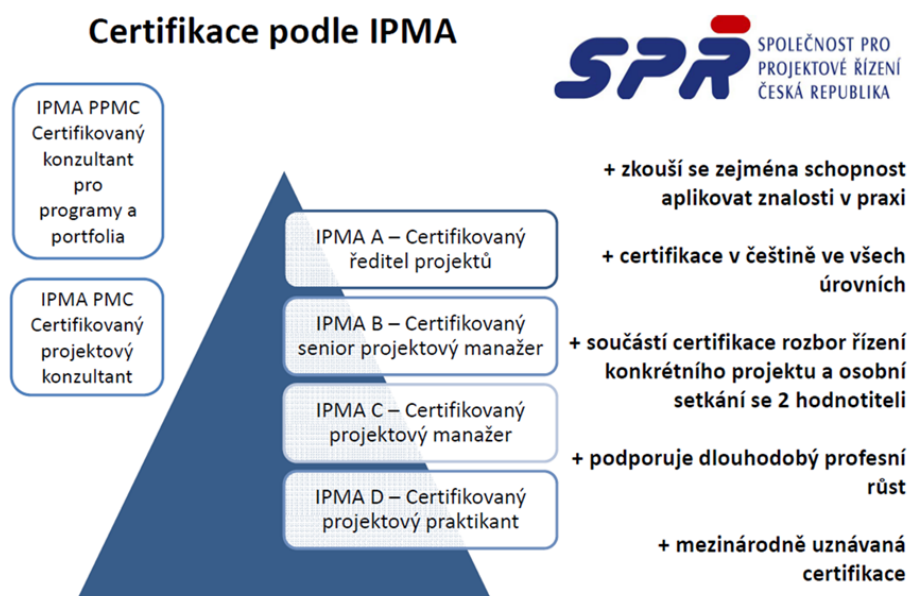 Certifikace podle IPMA
SPŘ
SPOLEČNOST PRO
PROJEKTOVÉ ŘÍZENÍ
ČESKÁ REPUBLIKA
IPMA PPMC
Certifikovaný
konzultant
pro
programy a
portfolia
IPMA PMC
Certifikovaný
projektový
konzultant
IPMA A – Certifikovaný
ředitel projektů
IPMA B – Certifikovaný
senior projektový manažer
IPMA C – Certifikovaný
projektový manažer
IPMA D – Certifikovaný
projektový praktikant
+ zkouší se zejména schopnost
aplikovat znalosti v praxi
+ certifikace v češtině ve všech
úrovních
+ součástí certifikace rozbor řízení
konkrétního projektu a osobní
setkání se 2 hodnotiteli
+ podporuje dlouhodobý profesní
růst
+ mezinárodně uznávaná
certifikace